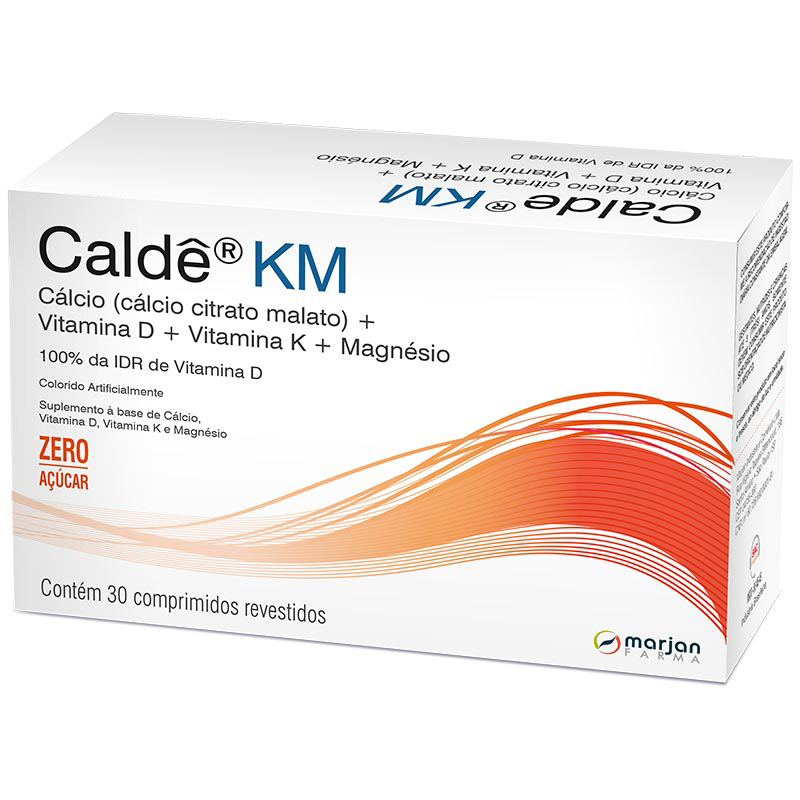 Caldê® KM
Cálcio (cálcio citrato malato) +
Vitamina D + Vitamina K + Magnésio
100% da IDR de Vitamina D
Colorido Artificialmente
Suplemento à base de Cálcio,
Vitamina D, Vitamina K e Magnésio
ZERO
AÇÚCAR
Contém 30 comprimidos revestidos
marjan
FARMA
Caldê® KM
Cálcio (cálcio citrato malato) +
Vitamina D + Vitamina K + Magnésio
100% da IDR de Vitamina D